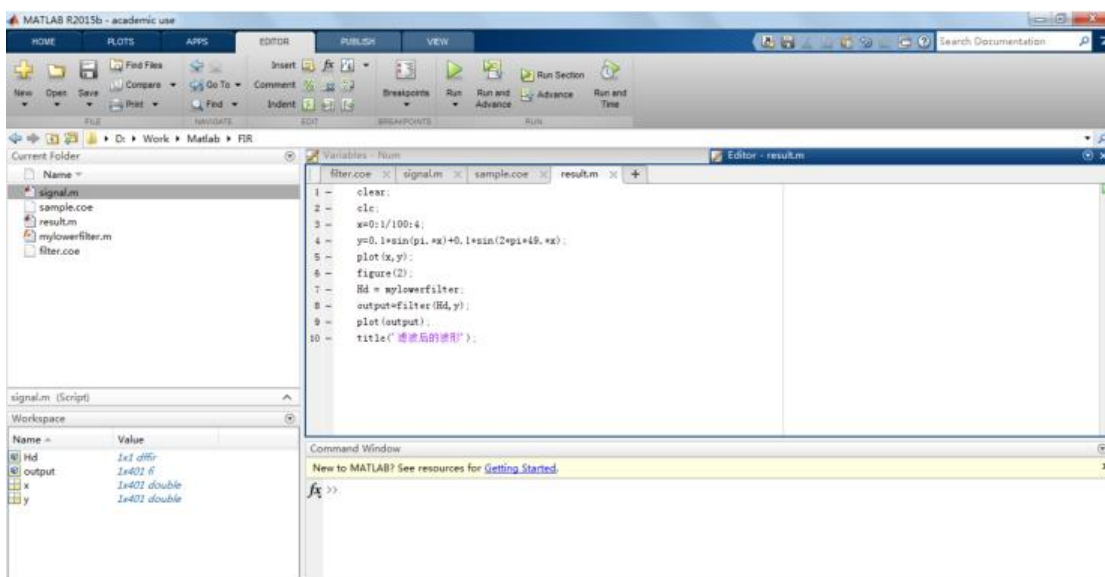 MATLAB R2015b - academic use
HOME PLOTS APPS EDITOR PUBLISH VIEW
Search Documentation
New Open Save Find Files Compare Print Go To Find Insert Comment Indent fx Breakpoints Run Run and Advance Run Section Advance Run and Time
FILE NAVIGATE EDIT BREAKPOINTS RUN
D: Work Matlab FIR
Current Folder
Name
signal.m
sample.coe
result.m
mylowerfilter.m
filter.coe
signal.m (Script)
Workspace
Name Value
Hd 1x1 dffir
output 1x401 fi
x 1x401 double
y 1x401 double
Variables - Num
Editor - result.m
filter.coe signal.m sample.coe result.m +
1 - clear;
2 - clc;
3 - x=0:1/100:4;
4 - y=0.1*sin(pi.*x)+0.1*sin(2*pi*49.*x);
5 - plot(x,y);
6 - figure(2);
7 - Hd = mylowerfilter;
8 - output=filter(Hd,y);
9 - plot(output);
10 - title('滤波后的波形');
Command Window
New to MATLAB? See resources for Getting Started.
fx >>